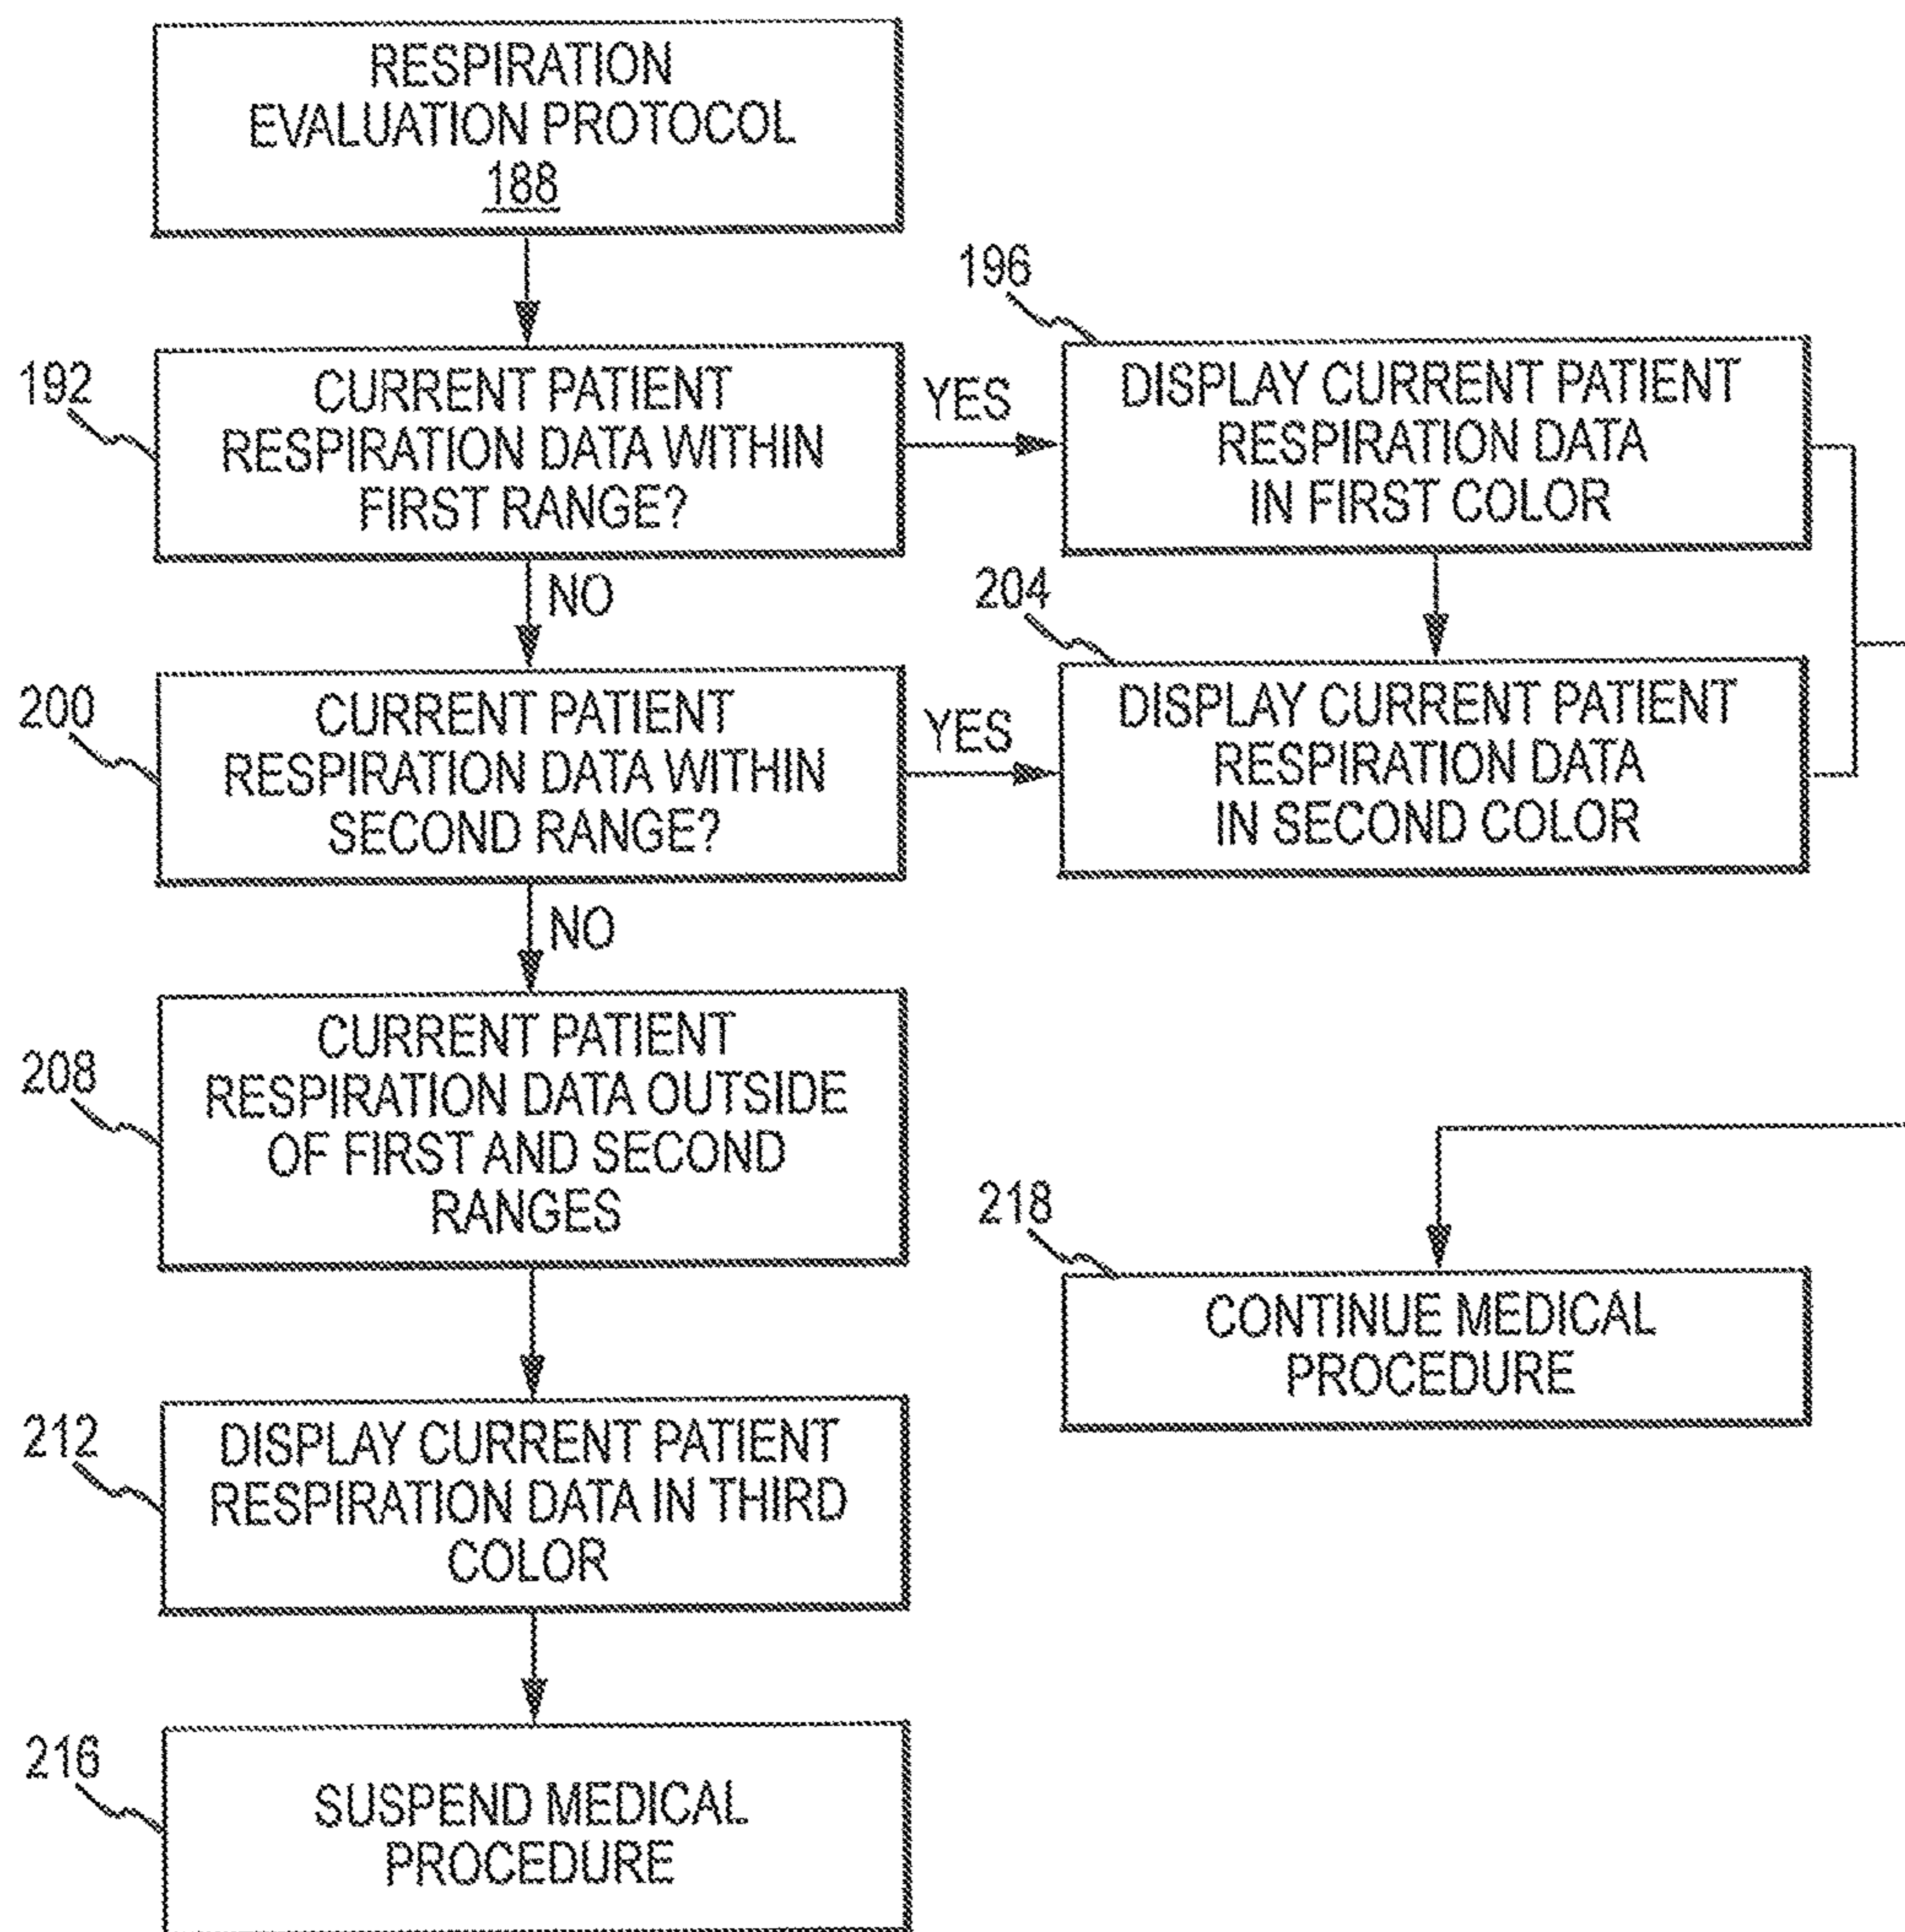 RESPIRATION
EVALUATION PROTOCOL
188
192
CURRENT PATIENT
RESPIRATION DATA WITHIN
FIRST RANGE?
YES
196
DISPLAY CURRENT PATIENT
RESPIRATION DATA
IN FIRST COLOR
NO
200
CURRENT PATIENT
RESPIRATION DATA WITHIN
SECOND RANGE?
YES
204
DISPLAY CURRENT PATIENT
RESPIRATION DATA
IN SECOND COLOR
NO
208
CURRENT PATIENT
RESPIRATION DATA OUTSIDE
OF FIRST AND SECOND
RANGES
218
CONTINUE MEDICAL
PROCEDURE
212
DISPLAY CURRENT PATIENT
RESPIRATION DATA IN THIRD
COLOR
216
SUSPEND MEDICAL
PROCEDURE